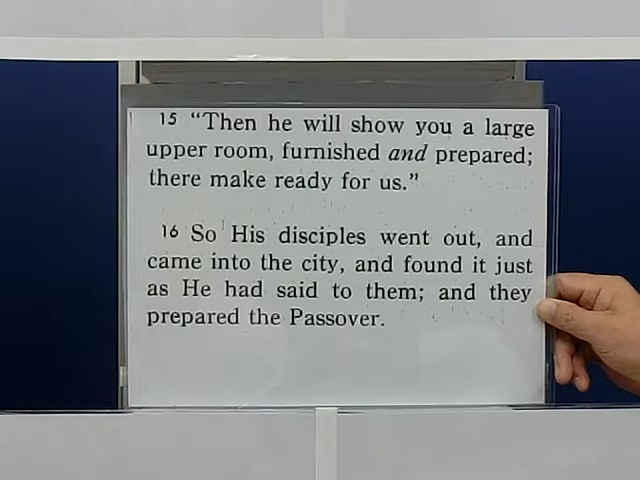 15 “Then he will show you a large
upper room, furnished and prepared;
there make ready for us.”
16 So His disciples went out, and
came into the city, and found it just
as He had said to them; and they
prepared the Passover.